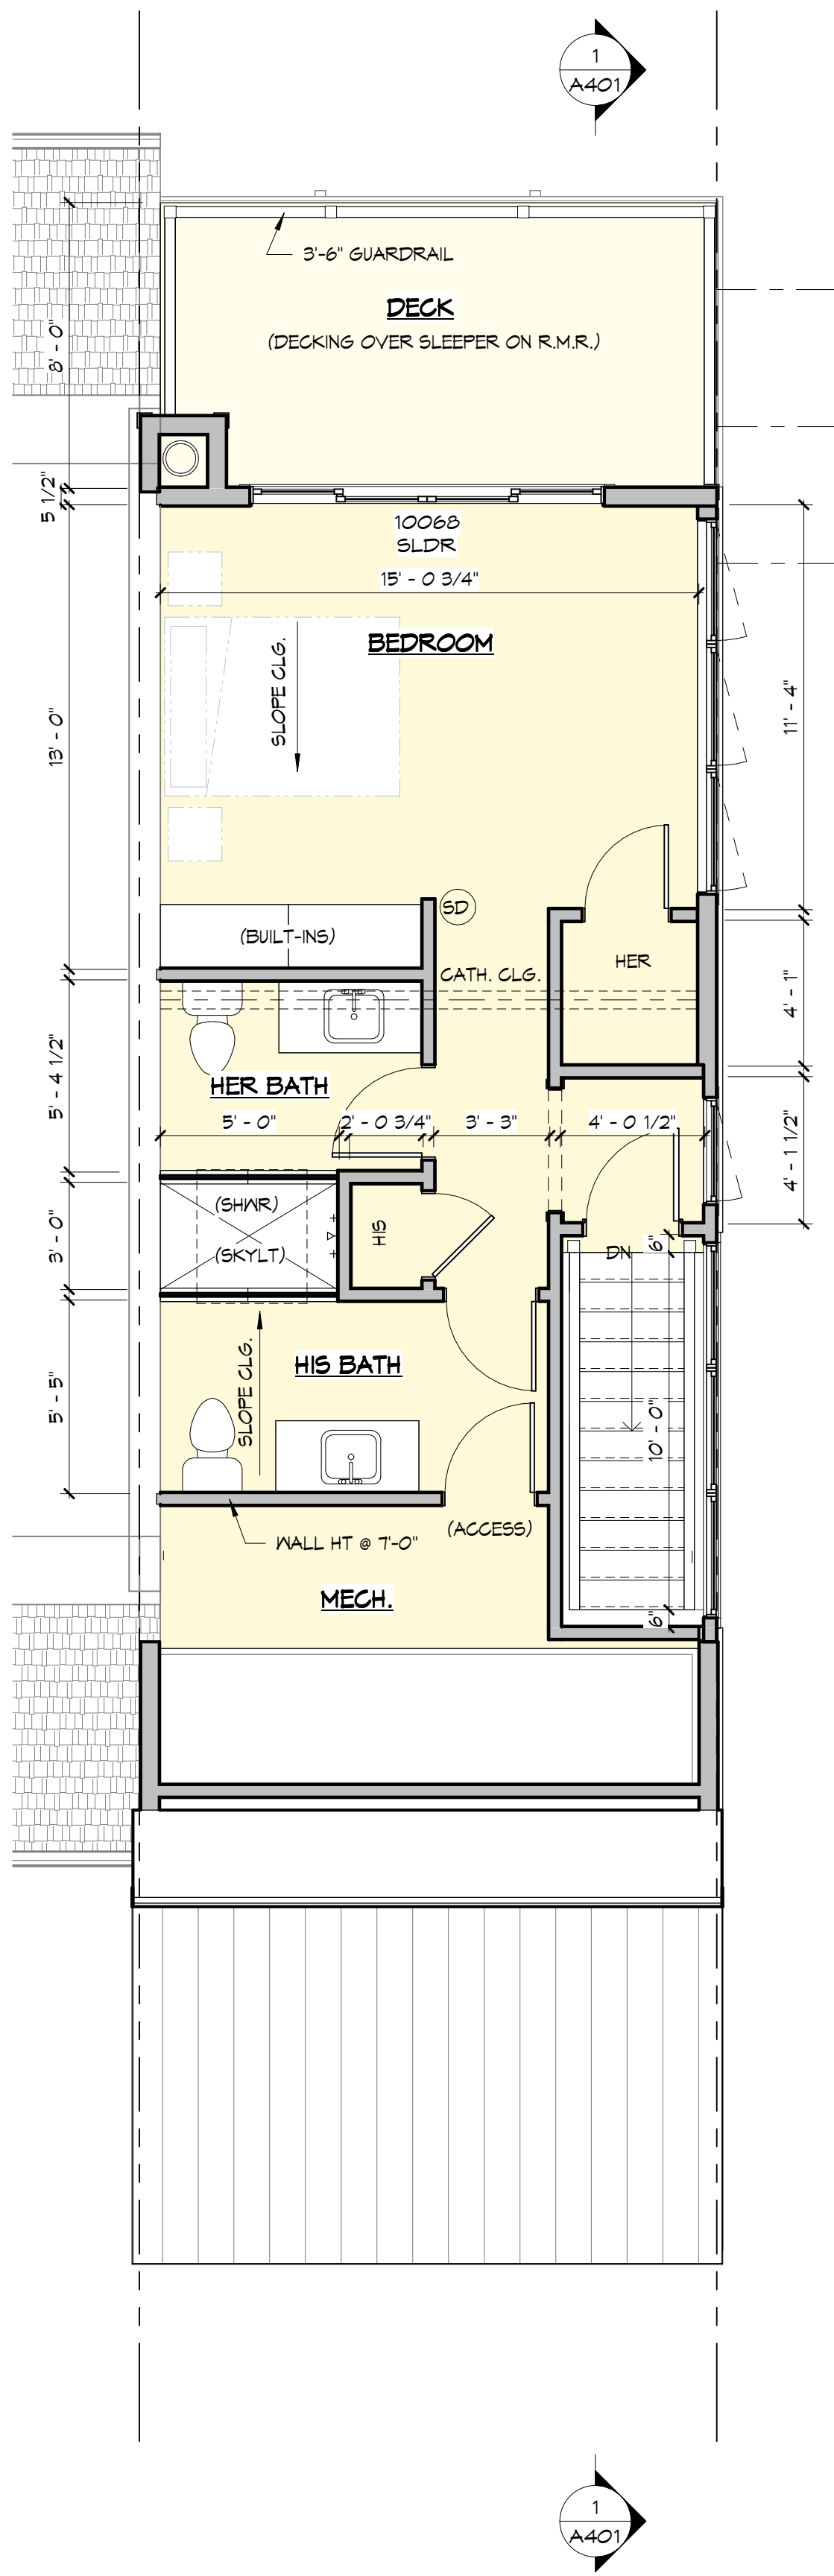 1
A401
3'-6" GUARDRAIL
DECK
(DECKING OVER SLEEPER ON R.M.R.)
8' - 0"
5 1/2"
10068
SLDR
15' - 0 3/4"
BEDROOM
SLOPE CLG.
13' - 0"
11' - 4"
SD
(BUILT-INS)
HER
CATH. CLG.
4' - 1"
HER BATH
5' - 4 1/2"
5' - 0"
2' - 0 3/4"
3' - 3"
4' - 0 1/2"
4' - 1 1/2"
(SHWR)
(SKYLT)
HIS
3' - 0"
DN
6"
HIS BATH
SLOPE CLG.
5' - 5"
10' - 0"
(ACCESS)
WALL HT @ 7'-0"
MECH.
6"
1
A401